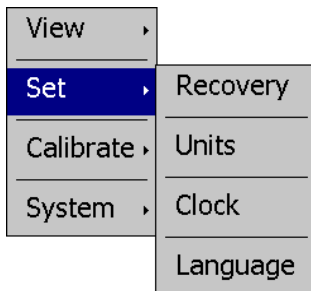 View
Set
Calibrate
System
Recovery
Units
Clock
Language